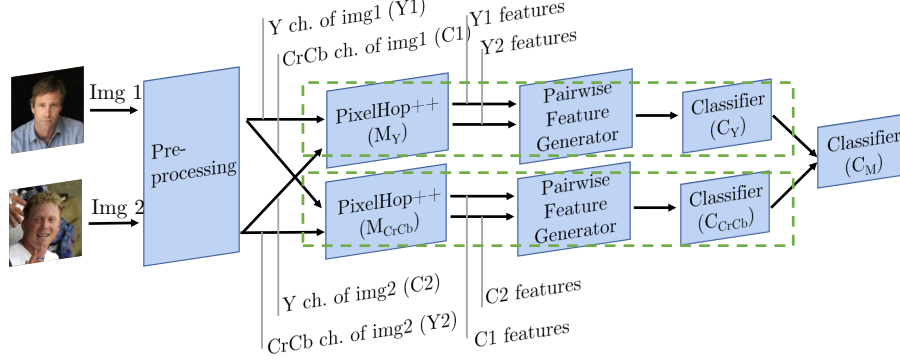 Y ch. of img1 (Y1)
CrCb ch. of img1 (C1)
Y1 features
Y2 features
Img 1
Img 2
Pre-
processing
PixelHop++
(M_Y)
Pairwise
Feature
Generator
Classifier
(C_Y)
PixelHop++
(M_CrCb)
Pairwise
Feature
Generator
Classifier
(C_CrCb)
Classifier
(C_M)
Y ch. of img2 (C2)
CrCb ch. of img2 (Y2)
C2 features
C1 features